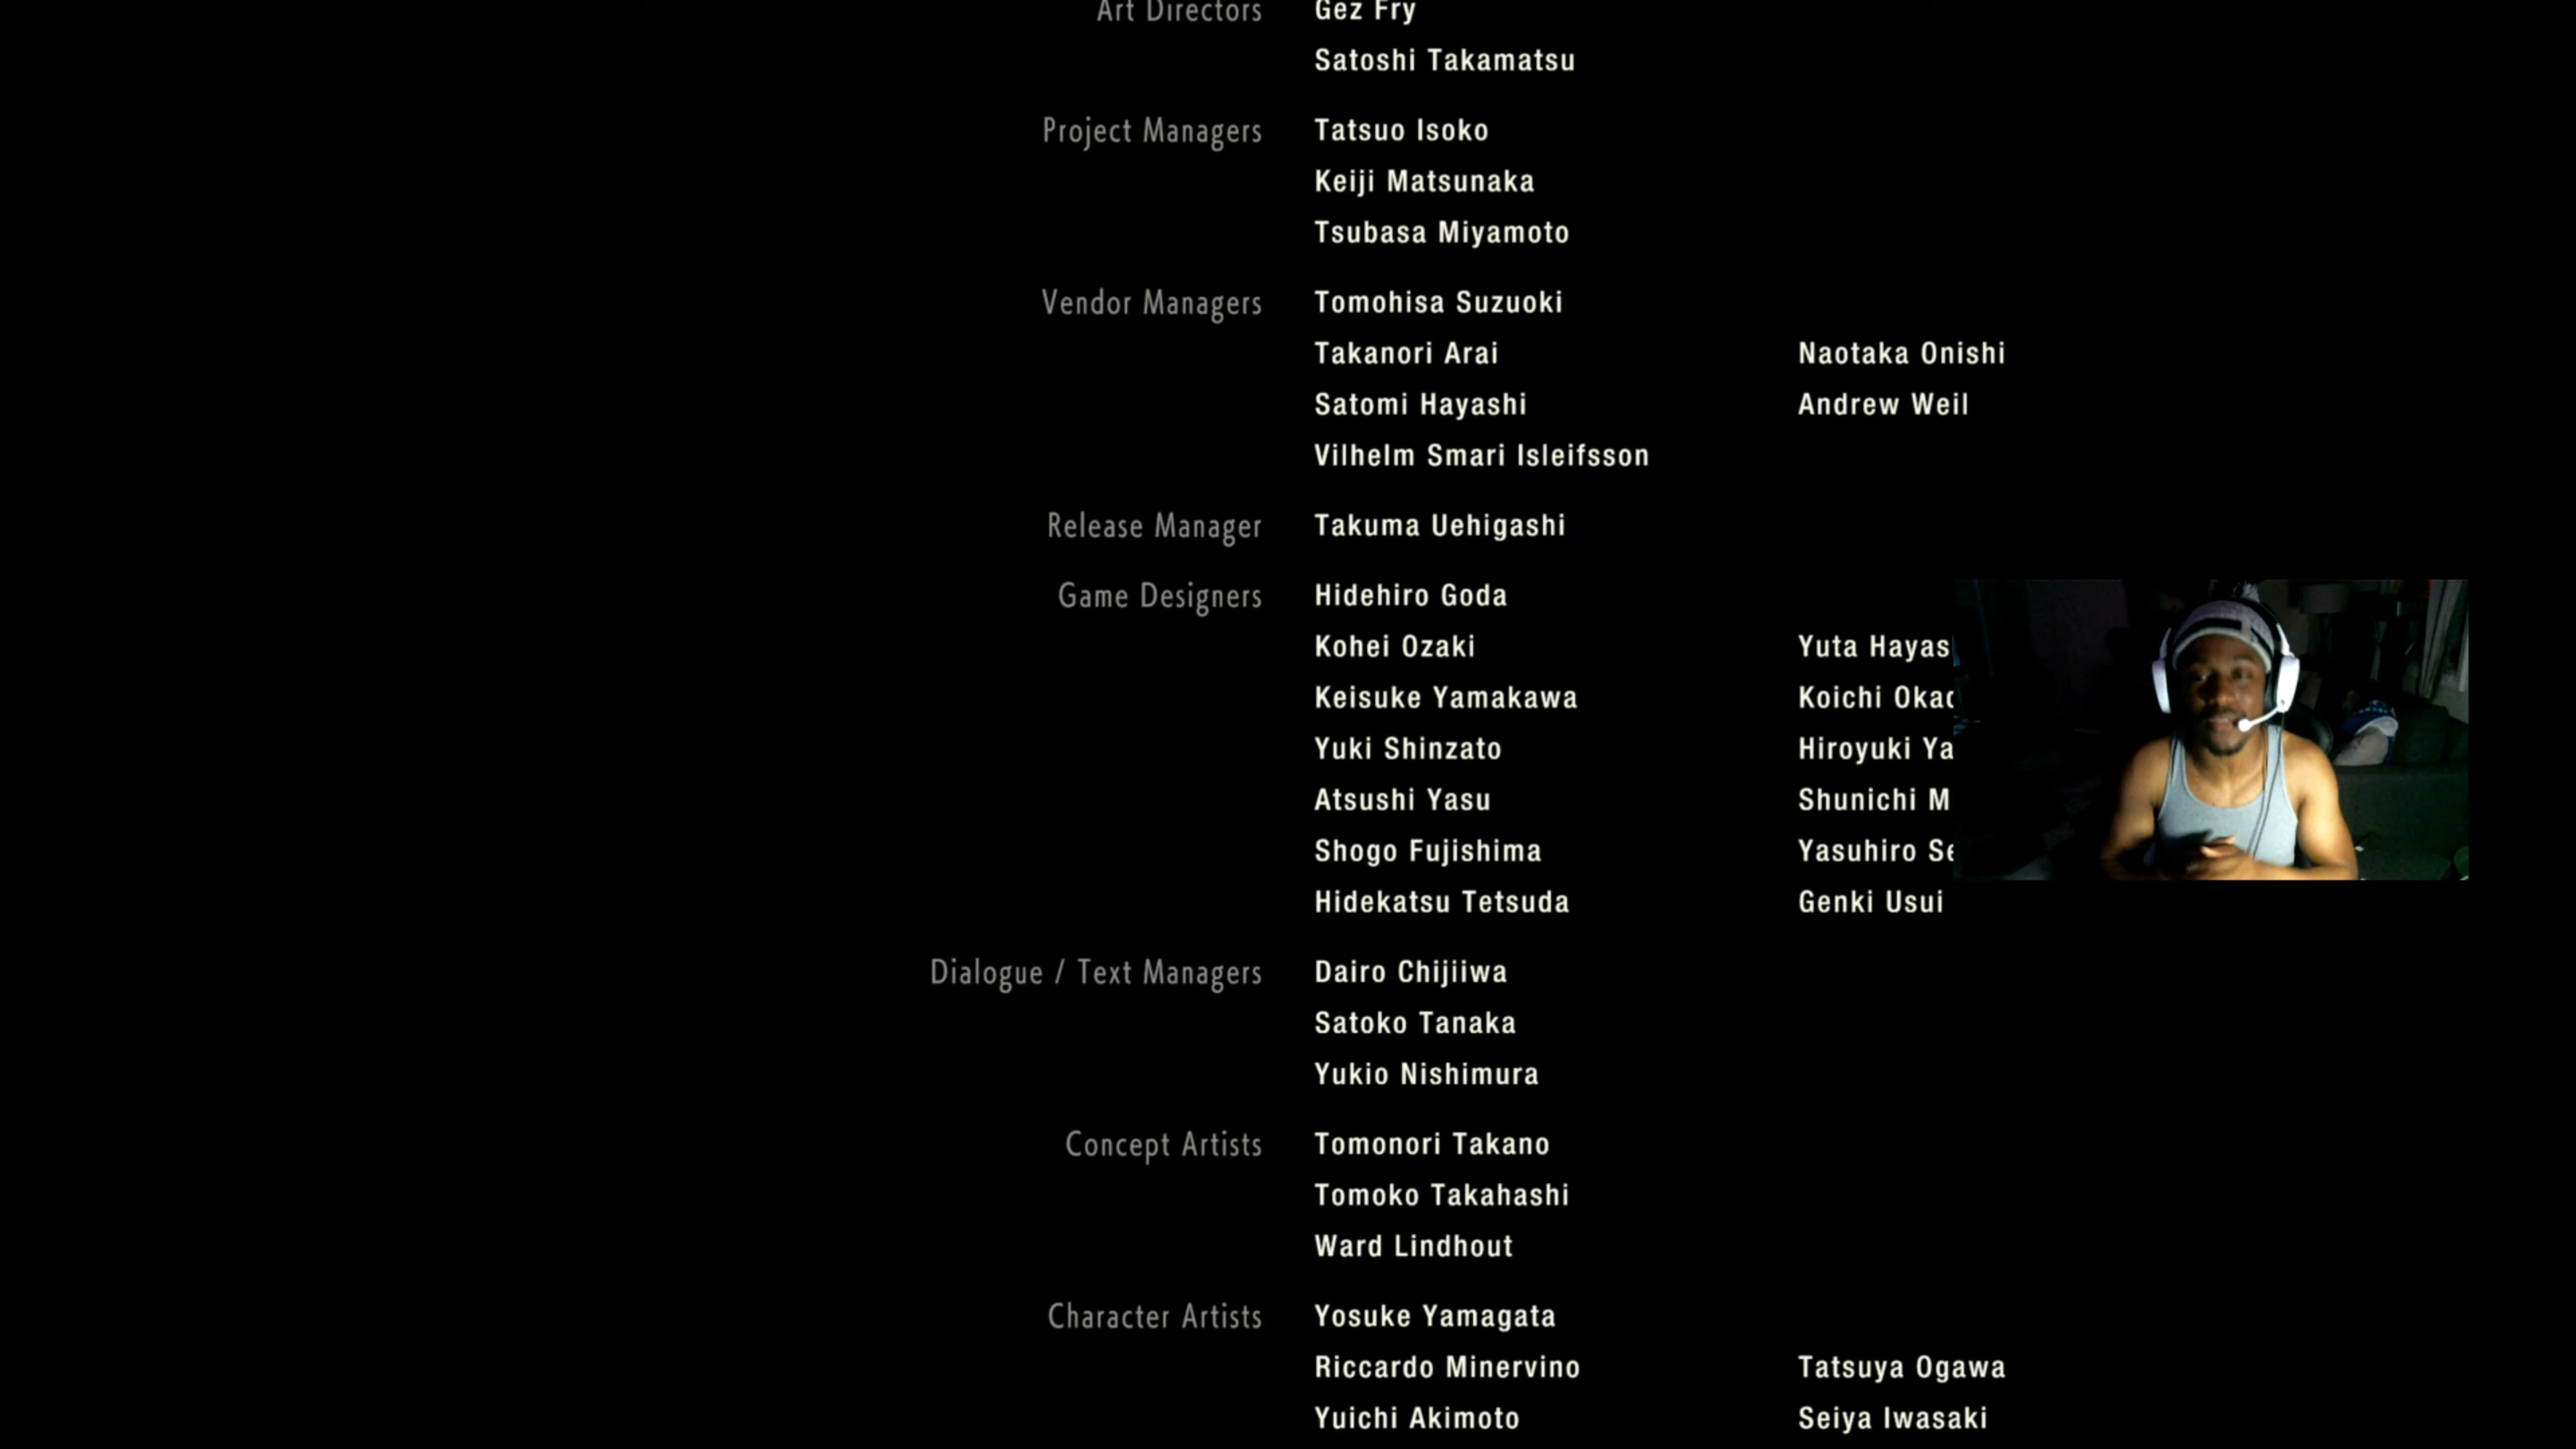 Art Directors Gez Fry
Satoshi Takamatsu
Project Managers Tatsuo Isoko
Keiji Matsunaka
Tsubasa Miyamoto
Vendor Managers Tomohisa Suzuoki
Takanori Arai Naotaka Onishi
Satomi Hayashi Andrew Weil
Vilhelm Smari Isleifsson
Release Manager Takuma Uehigashi
Game Designers Hidehiro Goda
Kohei Ozaki Yuta
Keisuke Yamakawa Koichi
Yuki Shinzato Hiroyuki
Atsushi Yasu Shunichi
Shogo Fujishima Yasuhiro
Hidekatsu Tetsuda Genki Usui
Dialogue / Text Managers Dairo Chijiiwa
Satoko Tanaka
Yukio Nishimura
Concept Artists Tomonori Takano
Tomoko Takahashi
Ward Lindhout
Character Artists Yosuke Yamagata
Riccardo Minervino Tatsuya Ogawa
Yuichi Akimoto Seiya Iwasaki